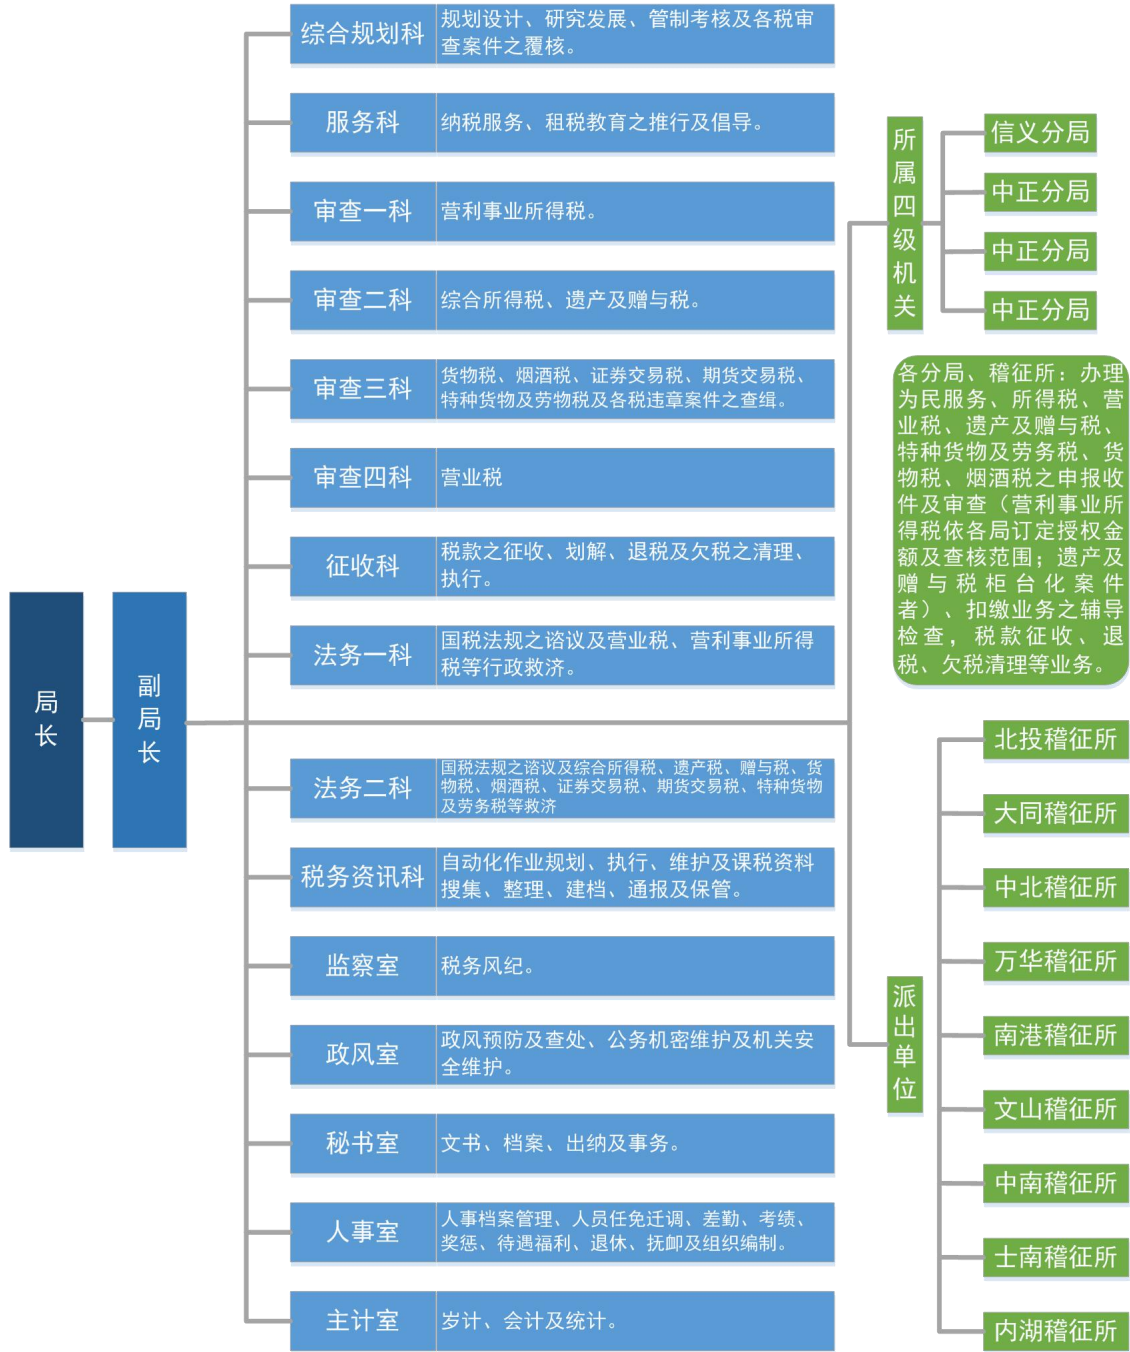 局
长
副
局
长
综合规划科
规划设计、研究发展、管制考核及各税审
查案件之覆核。
服务科
纳税服务、租税教育之推行及倡导。
审查一科
营利事业所得税。
审查二科
综合所得税、遗产及赠与税。
审查三科
货物税、烟酒税、证券交易税、期货交易税、
特种货物及劳物税及各税违章案件之查缉。
审查四科
营业税
征收科
税款之征收、划解、退税及欠税之清理、
执行。
法务一科
国税法规之谘议及营业税、营利事业所得
税等行政救济。
法务二科
国税法规之谘议及综合所得税、遗产税、赠与税、货
物税、烟酒税、证券交易税、期货交易税、特种货物
及劳务税等救济
税务资讯科
自动化作业规划、执行、维护及课税资料
搜集、整理、建档、通报及保管。
监察室
税务风纪。
政风室
政风预防及查处、公务机密维护及机关安
全维护。
秘书室
文书、档案、出纳及事务。
人事室
人事档案管理、人员任免迁调、差勤、考绩、
奖惩、待遇福利、退休、抚卹及组织编制。
主计室
岁计、会计及统计。
所
属
四
级
机
关
信义分局
中正分局
中正分局
中正分局
各分局、稽征所：办理
为民服务、所得税、营
业税、遗产及赠与税、
特种货物及劳务税、货
物税、烟酒税之申报收
件及审查（营利事业所
得税依各局订定授权金
额及查核范围；遗产及
赠与税柜台化案件
者）、扣缴业务之辅导
检查，税款征收、退
税、欠税清理等业务。
派
出
单
位
北投稽征所
大同稽征所
中北稽征所
万华稽征所
南港稽征所
文山稽征所
中南稽征所
士南稽征所
内湖稽征所